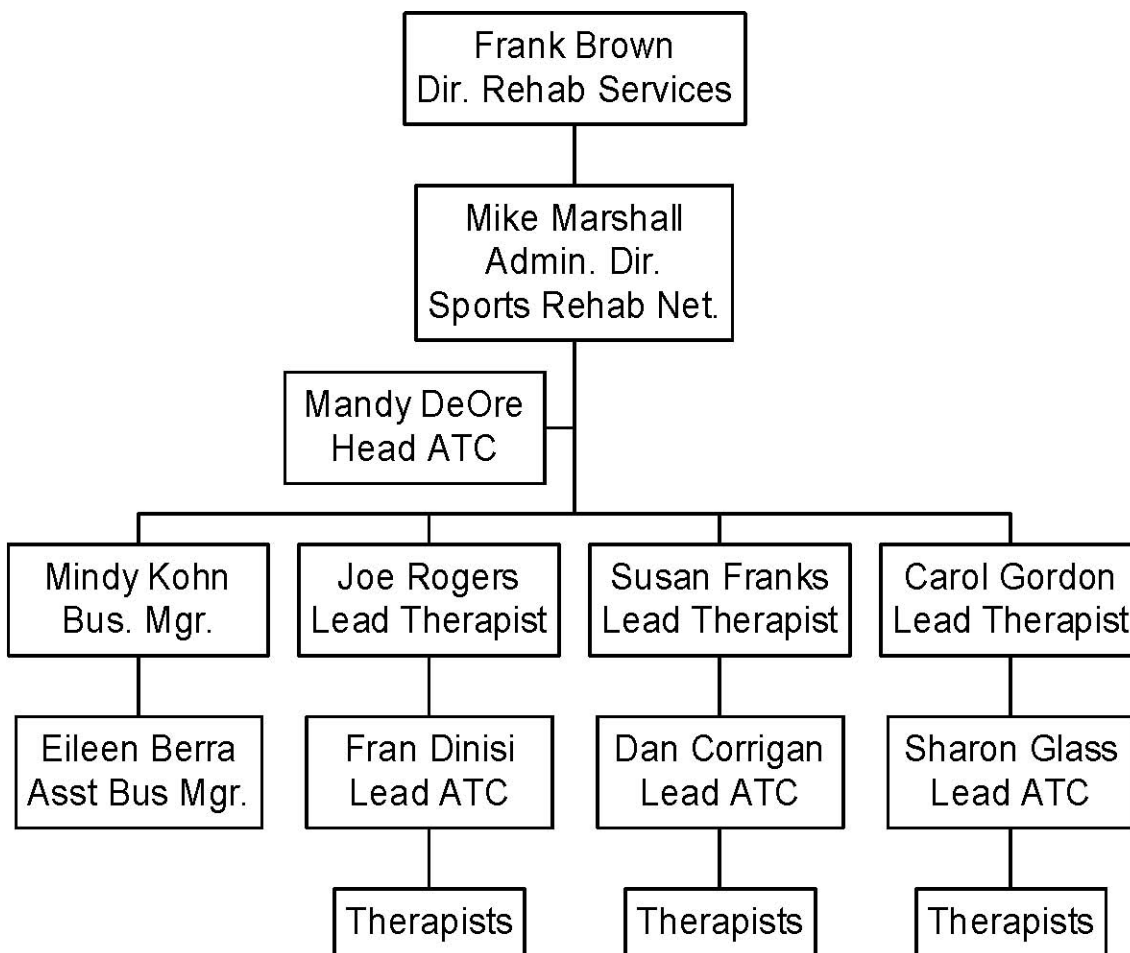 Frank Brown
Dir. Rehab Services
Mike Marshall
Admin. Dir.
Sports Rehab Net.
Mandy DeOre
Head ATC
Mindy Kohn
Bus. Mgr.
Joe Rogers
Lead Therapist
Susan Franks
Lead Therapist
Carol Gordon
Lead Therapist
Eileen Berra
Asst Bus Mgr.
Fran Dinisi
Lead ATC
Dan Corrigan
Lead ATC
Sharon Glass
Lead ATC
Therapists
Therapists
Therapists